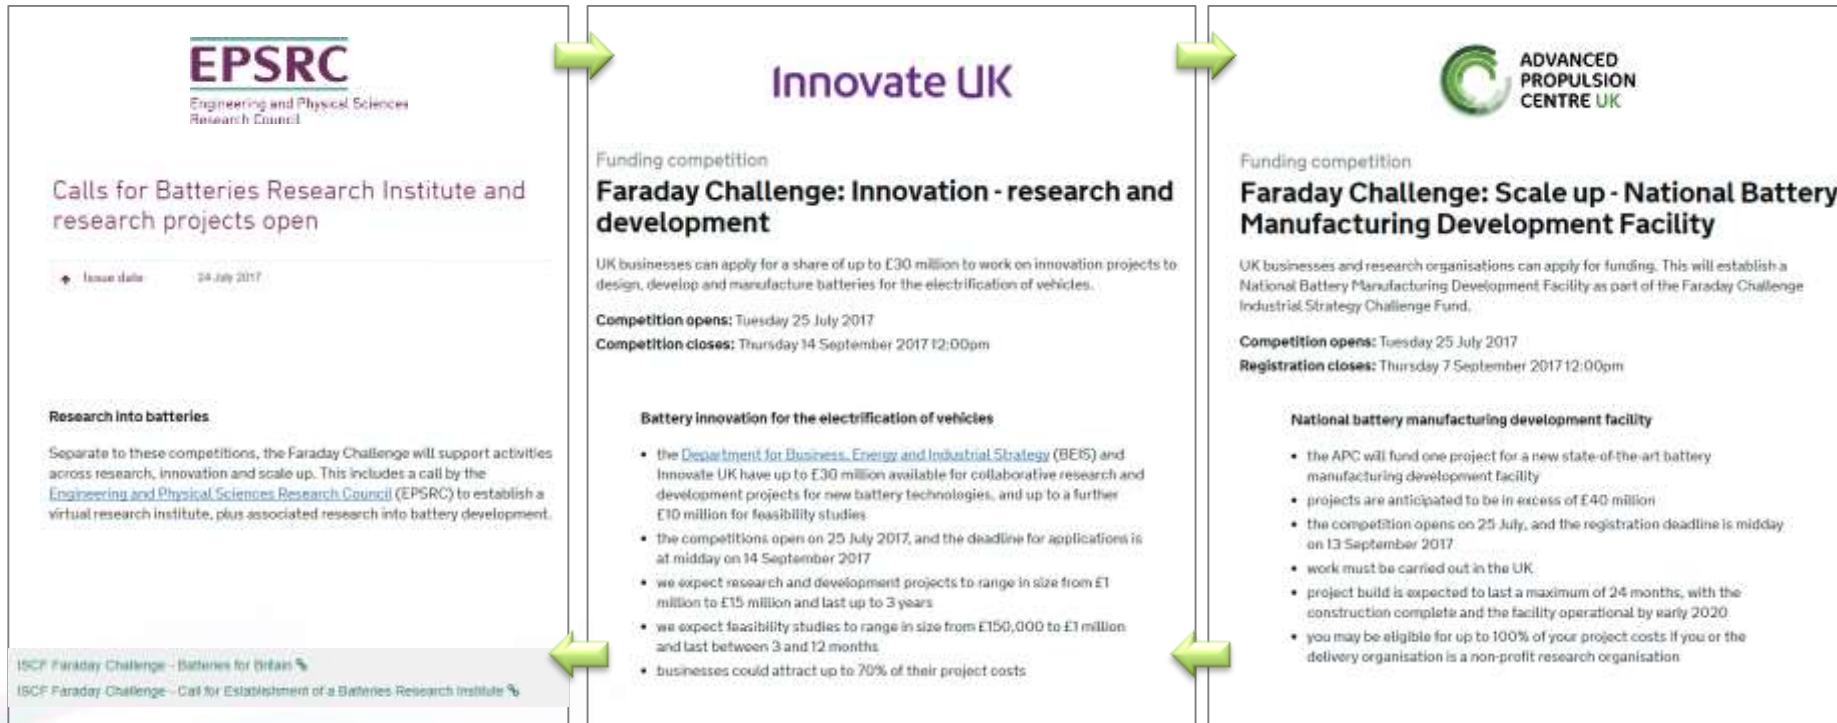 EPSRC
Engineering and Physical Sciences
Research Council
Calls for Batteries Research Institute and
research projects open
Issue date 24 July 2017
Research into batteries
Separate to these competitions, the Faraday Challenge will support activities
across research, innovation and scale up. This includes a call by the
Engineering and Physical Sciences Research Council (EPSRC) to establish a
virtual research institute, plus associated research into battery development.
ISCF Faraday Challenge - Batteries for Britain
ISCF Faraday Challenge - Call for Establishment of a Batteries Research Institute
Innovate UK
Funding competition
Faraday Challenge: Innovation - research and
development
UK businesses can apply for a share of up to £30 million to work on innovation projects to
design, develop and manufacture batteries for the electrification of vehicles.
Competition opens: Tuesday 25 July 2017
Competition closes: Thursday 14 September 2017 12:00pm
Battery innovation for the electrification of vehicles
• the Department for Business, Energy and Industrial Strategy (BEIS) and
Innovate UK have up to £30 million available for collaborative research and
development projects for new battery technologies, and up to a further
£10 million for feasibility studies
• the competitions open on 25 July 2017, and the deadline for applications is
at midday on 14 September 2017
• we expect research and development projects to range in size from £1
million to £15 million and last up to 3 years
• we expect feasibility studies to range in size from £150,000 to £1 million
and last between 3 and 12 months
• businesses could attract up to 70% of their project costs
ADVANCED
PROPULSION
CENTRE UK
Funding competition
Faraday Challenge: Scale up - National Battery
Manufacturing Development Facility
UK businesses and research organisations can apply for funding. This will establish a
National Battery Manufacturing Development Facility as part of the Faraday Challenge
Industrial Strategy Challenge Fund.
Competition opens: Tuesday 25 July 2017
Registration closes: Thursday 7 September 2017 12:00pm
National battery manufacturing development facility
• the APC will fund one project for a new state-of-the-art battery
manufacturing development facility
• projects are anticipated to be in excess of £40 million
• the competition opens on 25 July, and the registration deadline is midday
on 13 September 2017
• work must be carried out in the UK
• project build is expected to last a maximum of 24 months, with the
construction complete and the facility operational by early 2020
• you may be eligible for up to 100% of your project costs if you or the
delivery organisation is a non-profit research organisation